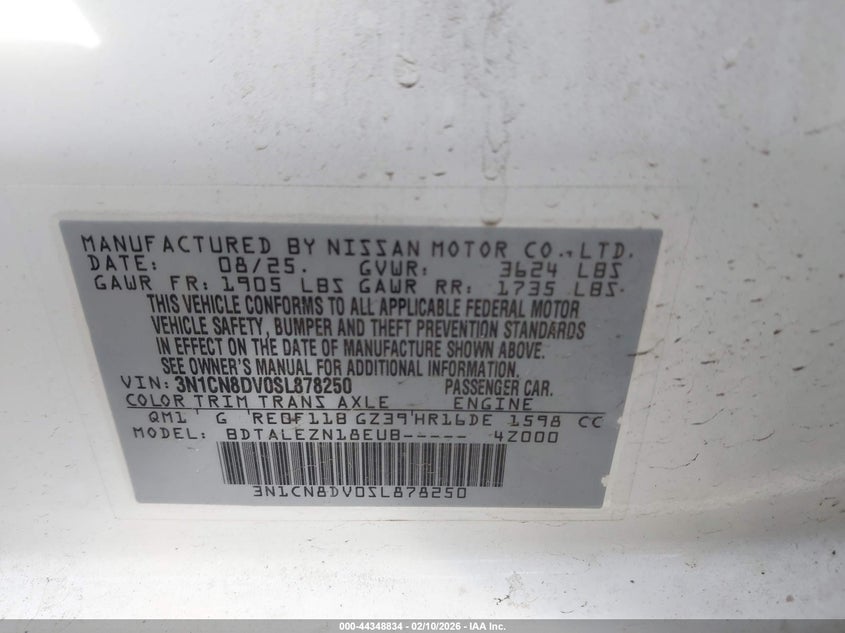 MANUFACTURED BY NISSAN MOTOR CO.,LTD.
DATE: 08/25. GVWR: 3624 LBS
GAWR FR: 1905 LBS GAWR RR: 1735 LBS.
THIS VEHICLE CONFORMS TO ALL APPLICABLE FEDERAL MOTOR
VEHICLE SAFETY, BUMPER AND THEFT PREVENTION STANDARDS
IN EFFECT ON THE DATE OF MANUFACTURE SHOWN ABOVE.
SEE OWNER'S MANUAL FOR ADDITIONAL INFORMATION.
VIN: 3N1CN8DV0SL878250 PASSENGER CAR.
COLOR TRIM TRANS AXLE ENGINE
QM1 G RE0F11B GZ39 HR16DE 1598 CC
MODEL: BDTALEZN18EUB----- 4Z000
3N1CN8DV0SL878250
000-44348834 - 02/10/2026 - IAA Inc.